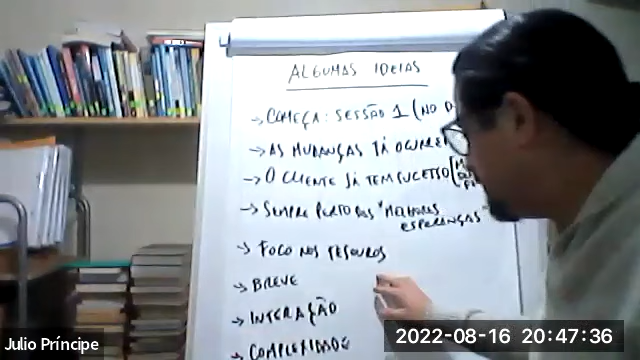 ALGUMAS IDEIAS
→ COMEÇA: SESSÃO 1 (NO D
→ AS MUDANÇAS JÁ OCORRE
→ O CLIENTE JÁ TEM SUCESSO
→ SEMPRE PERTO DAS "MELHORES
ESPERANÇAS"
→ FOCO NOS TESOUROS
→ BREVE
→ INTERAÇÃO
→ COMPLEXIDADE
Julio Príncipe
2022-08-16 20:47:36